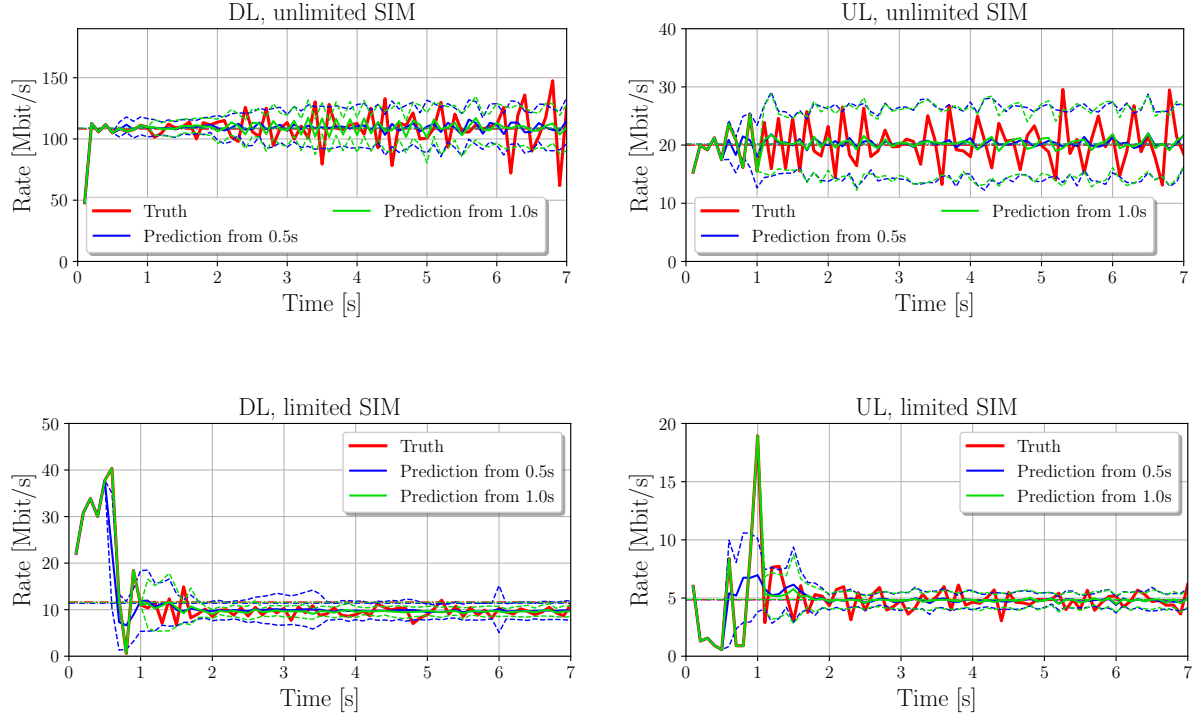 DL, unlimited SIM
Rate [Mbit/s]
150
100
50
0
Truth
Prediction from 0.5s
Prediction from 1.0s
0 1 2 3 4 5 6 7
Time [s]
UL, unlimited SIM
Rate [Mbit/s]
40
30
20
10
0
Truth
Prediction from 0.5s
Prediction from 1.0s
0 1 2 3 4 5 6 7
Time [s]
DL, limited SIM
Rate [Mbit/s]
50
40
30
20
10
0
Truth
Prediction from 0.5s
Prediction from 1.0s
0 1 2 3 4 5 6 7
Time [s]
UL, limited SIM
Rate [Mbit/s]
20
15
10
5
0
Truth
Prediction from 0.5s
Prediction from 1.0s
0 1 2 3 4 5 6 7
Time [s]